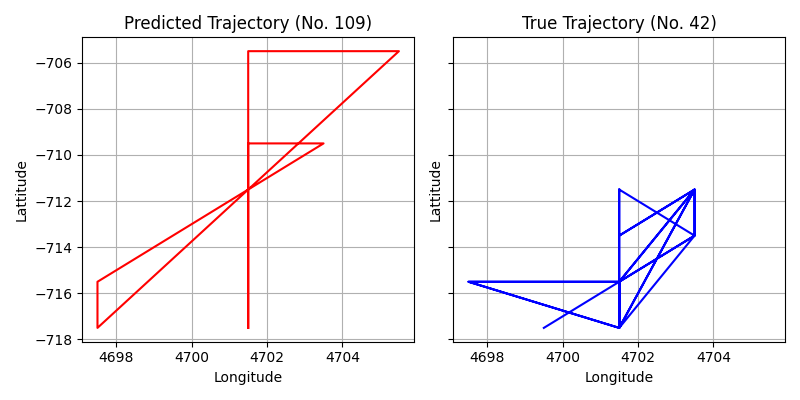 Predicted Trajectory (No. 109)
True Trajectory (No. 42)
−706
−708
−710
−712
−714
−716
−718
Lattitude
Lattitude
4698
4700
4702
4704
4698
4700
4702
4704
Longitude
Longitude